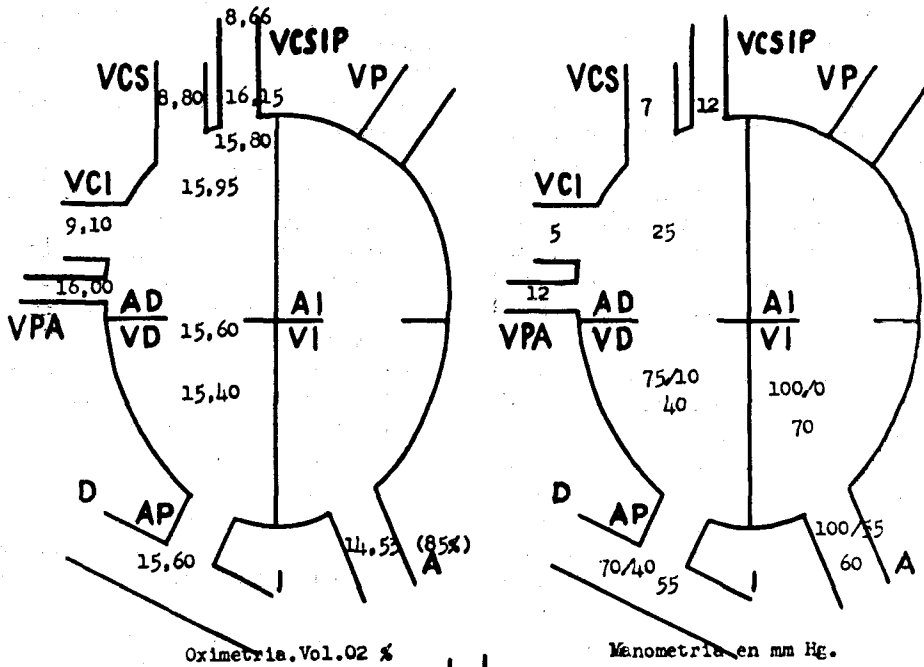 8,66
VCSIP
VCS
8,80
16,15
VP
15,80
VCI
15,95
9,10
16,00
AD
AI
VPA
VD
15,60
VI
15,40
D
AP
15,60
14,53 (85%)
I
A
Oximetria.Vol.02 %
VCSIP
VCS
7
12
VP
VCI
5
25
12
AD
AI
VPA
VD
VI
75/10
40
100/0
70
D
AP
70/40
55
100/55
60
I
A
Manometria en mm Hg.